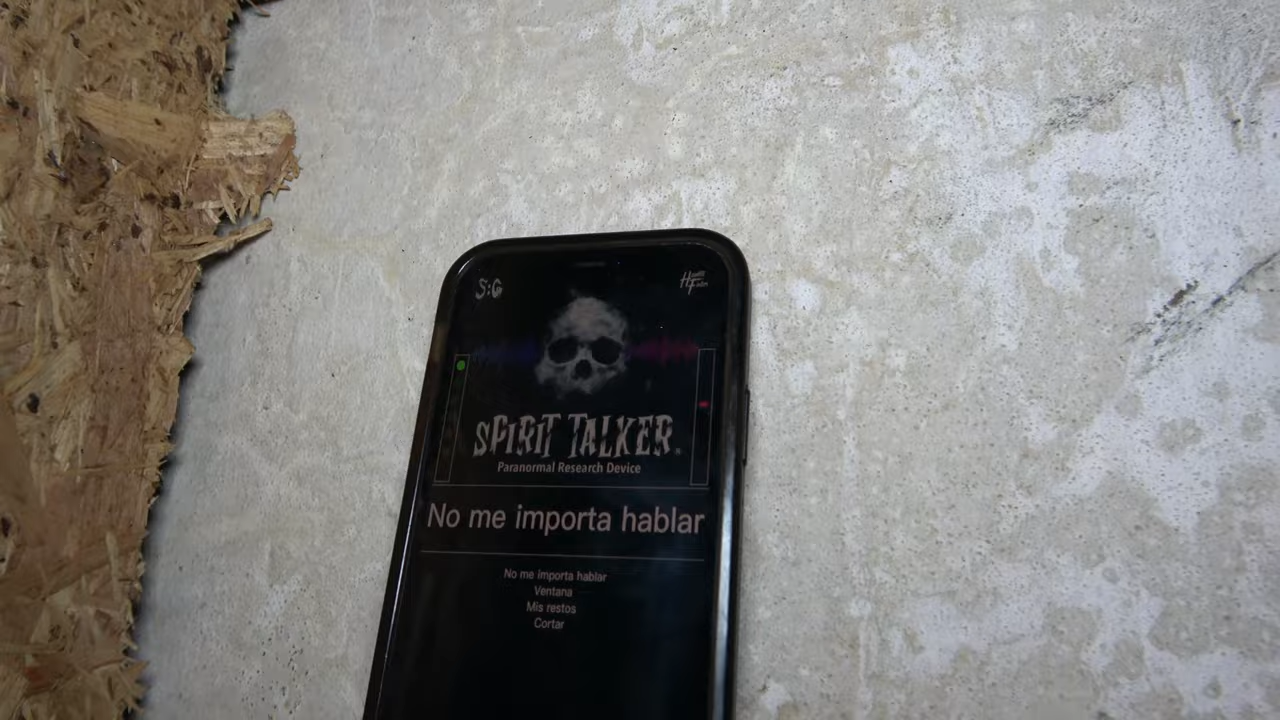 S:G
SPIRIT TALKER
Paranormal Research Device
No me importa hablar
No me importa hablar
Ventana
Mis restos
Cortar